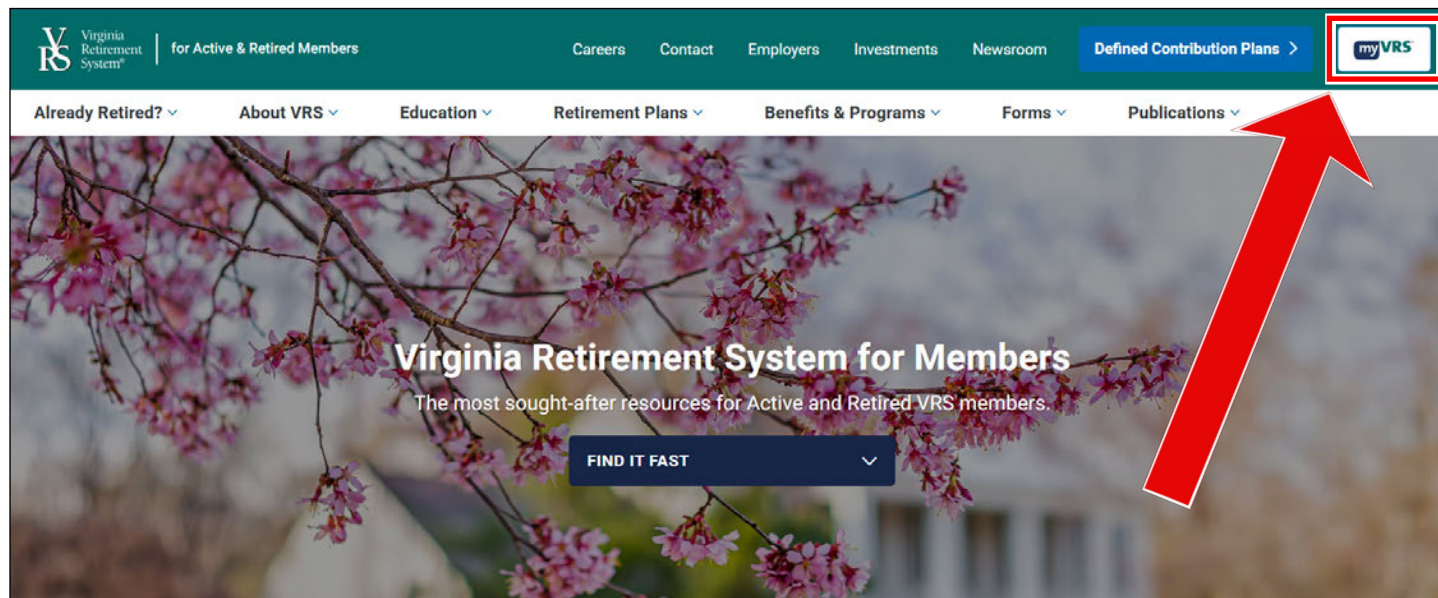 VRS
Virginia
Retirement
System®
for Active & Retired Members
Careers Contact Employers Investments Newsroom Defined Contribution Plans > myVRS
Already Retired? About VRS Education Retirement Plans Benefits & Programs Forms Publications
Virginia Retirement System for Members
The most sought-after resources for Active and Retired VRS members.
FIND IT FAST